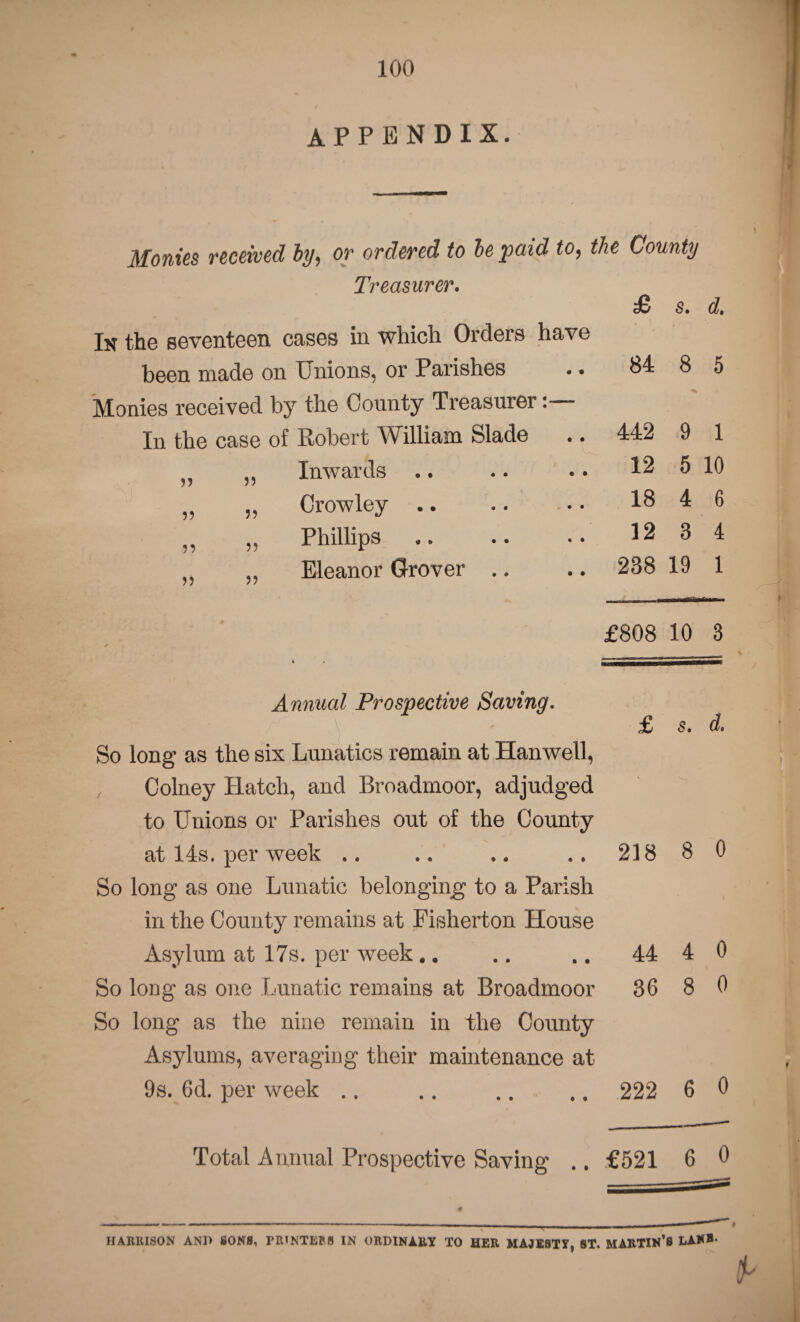 100
APPENDIX.
Monies received by, or ordered to be paid to, the County
Treasurer.
£ s. d.
In the seventeen cases in which Orders have
been made on Unions, or Parishes .. 84 8 5
Monies received by the County Treasurer:—
In the case of Robert William Slade .. 442 9 1
„ „ Inwards .. .. .. 12 5 10
„ „ Crowley .. .. .. 18 4 6
„ „ Phillips .. .. .. 12 3 4
„ „ Eleanor Grover .. .. 238 19 1
£808 10 3
Annual Prospective Saving.
£ s. d.
So long as the six Lunatics remain at Hanwell,
Colney Hatch, and Broadmoor, adjudged
to Unions or Parishes out of the County
at 14s. per week .. .. .. .. 218 8 0
So long as one Lunatic belonging to a Parish
in the County remains at Fisherton House
Asylum at 17s. per week .. .. .. 44 4 0
So long as one Lunatic remains at Broadmoor 36 8 0
So long as the nine remain in the County
Asylums, averaging their maintenance at
9s. 6d. per week .. .. .. .. 222 6 0
Total Annual Prospective Saving .. £521 6 0
HARRISON AND SONS, PRINTERS IN ORDINARY TO HER MAJESTY, ST. MARTIN'S LANE.